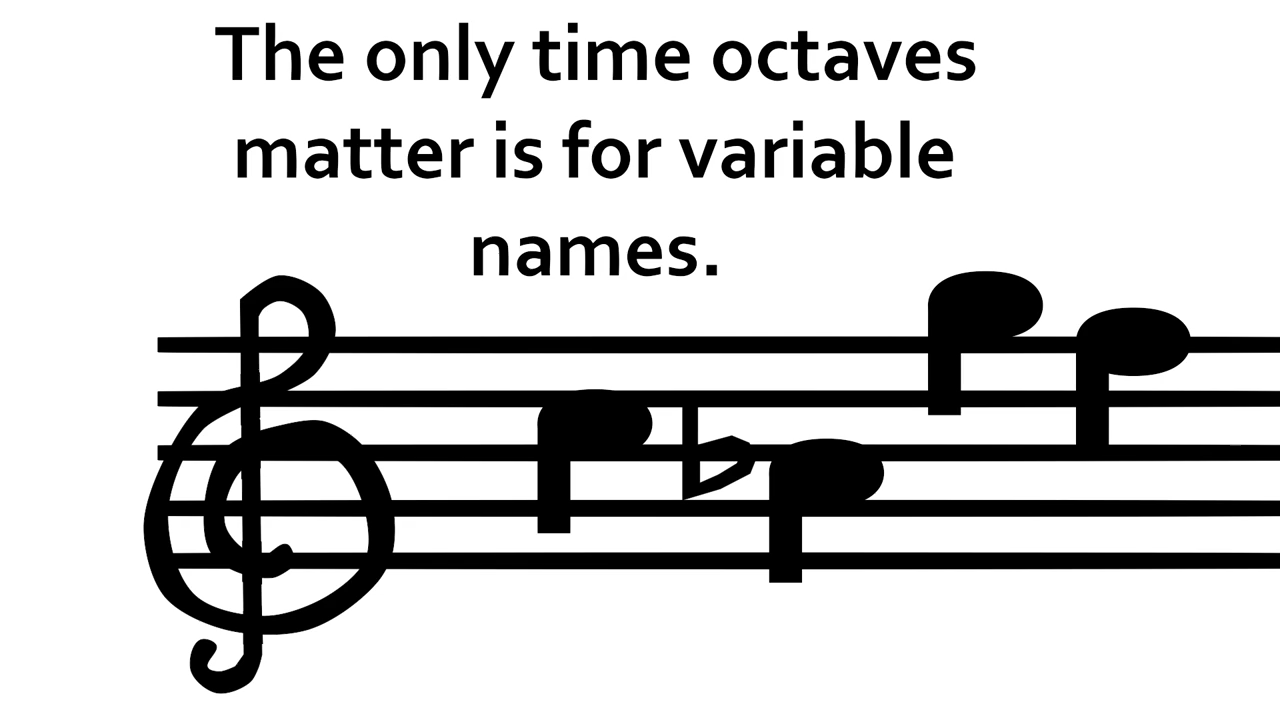 The only time octaves
matter is for variable
names.